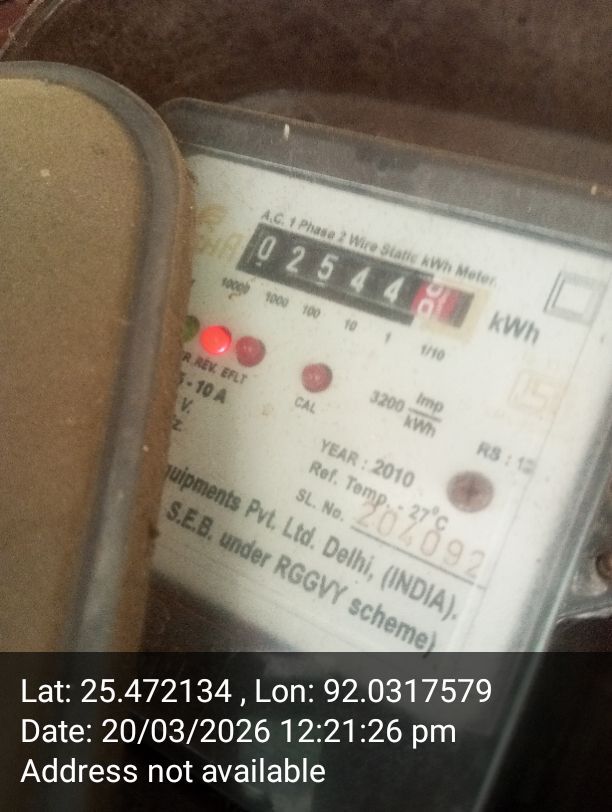 A.C. 1 Phase 2 Wire Static kWh Meter.
0 2 5 4 4
kWh
10000 1000 100 10 1 1/10
REV. EFLT
CAL
3200 Imp/kWh
- 10 A
V.
RS : 12
YEAR : 2010
Ref. Temp. - 27°C
SL. No. 204092
quipments Pvt. Ltd. Delhi, (INDIA).
S.E.B. under RGGVY scheme)
Lat: 25.472134 , Lon: 92.0317579
Date: 20/03/2026 12:21:26 pm
Address not available